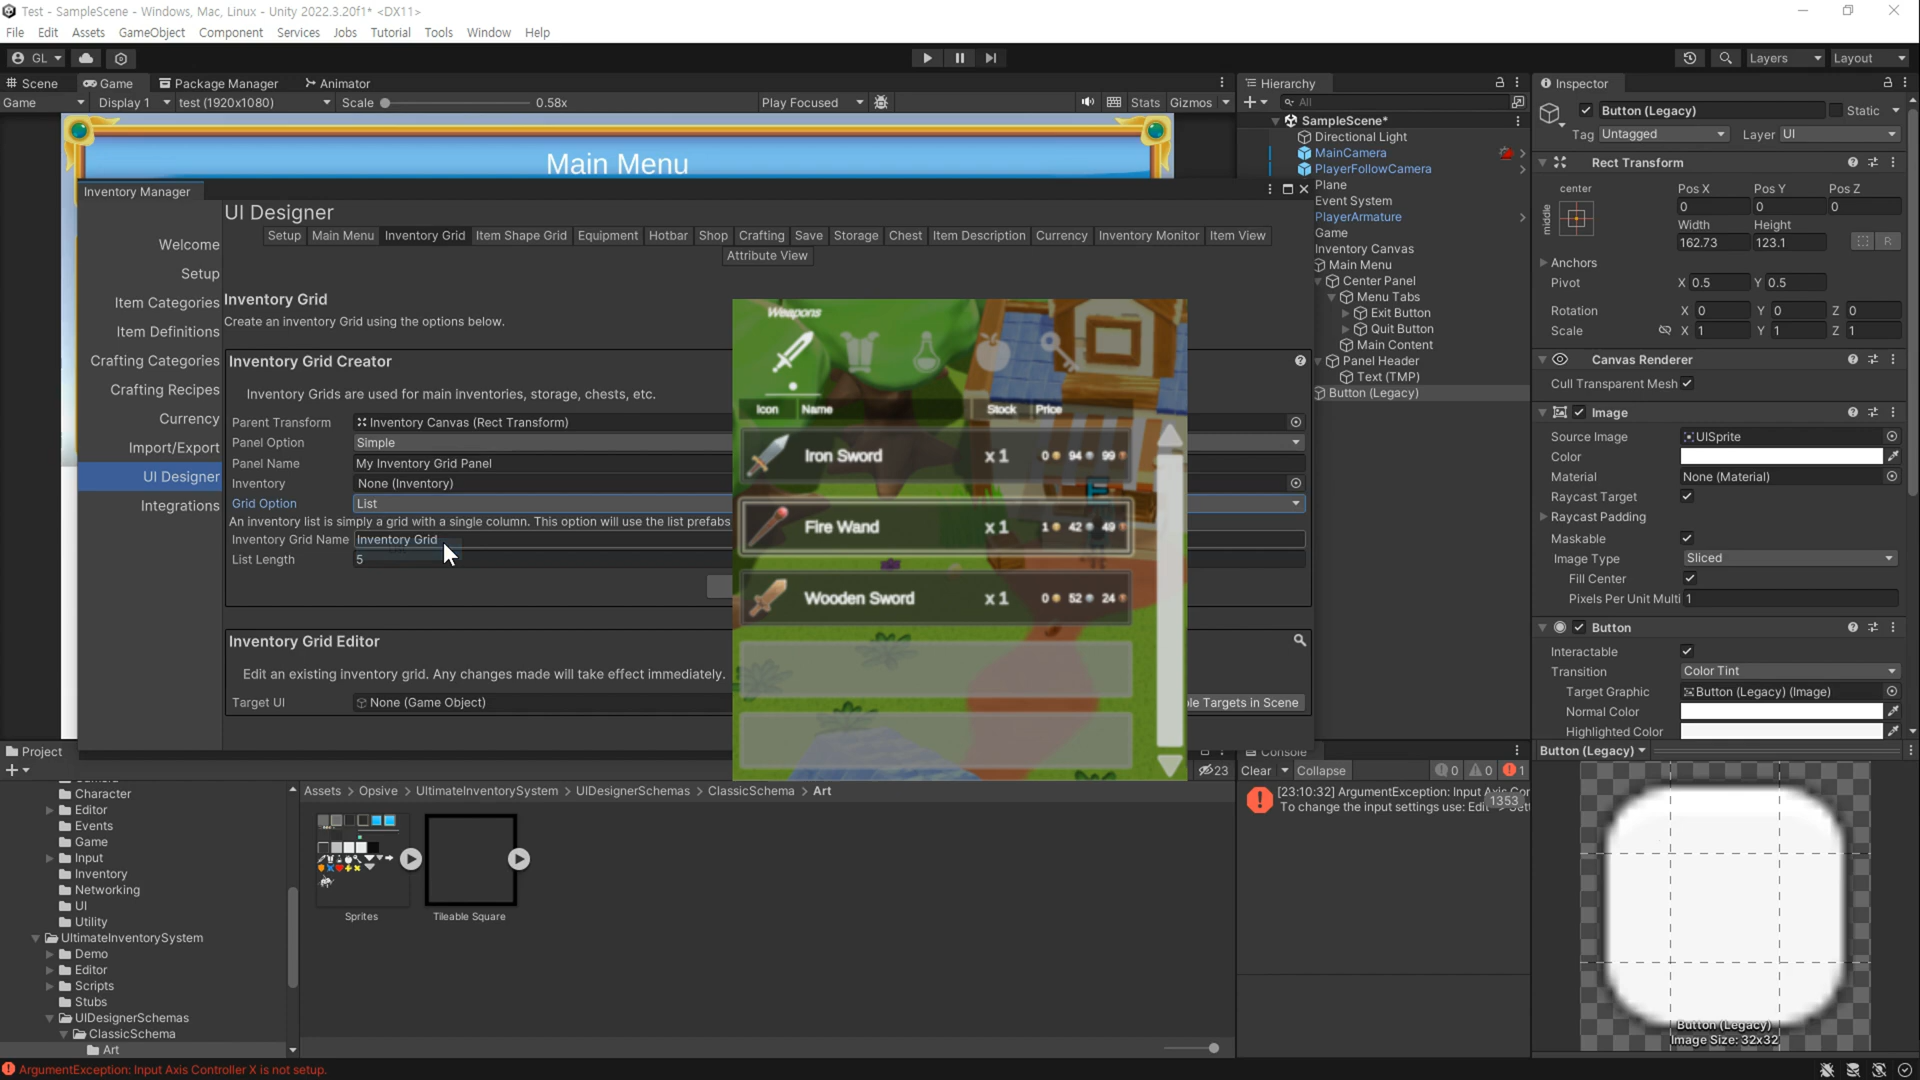 Test - SampleScene - Windows, Mac, Linux - Unity 2022.3.20f1* <DX11>
File Edit Assets GameObject Component Services Jobs Tutorial Tools Window Help
GL Layers Layout
Scene Game Package Manager Animator
Game Display 1 test (1920x1080) Scale 0.58x Play Focused Stats Gizmos
Main Menu
Inventory Manager
UI Designer
Setup Main Menu Inventory Grid Item Shape Grid Equipment Hotbar Shop Crafting Save Storage Chest Item Description Currency Inventory Monitor Item View
Attribute View
Welcome
Setup
Item Categories
Item Definitions
Crafting Categories
Crafting Recipes
Currency
Import/Export
UI Designer
Integrations
Inventory Grid
Create an inventory Grid using the options below.
Inventory Grid Creator
Inventory Grids are used for main inventories, storage, chests, etc.
Parent Transform Inventory Canvas (Rect Transform)
Panel Option Simple
Panel Name My Inventory Grid Panel
Inventory None (Inventory)
Grid Option List
An inventory list is simply a grid with a single column. This option will use the list prefabs
Inventory Grid Name Inventory Grid
List Length 5
Inventory Grid Editor
Edit an existing inventory grid. Any changes made will take effect immediately.
Target UI None (Game Object) le Targets in Scene
Weapons
Icon Name Stock Price
Iron Sword x1 0 94 99
Fire Wand x1 1 42 49
Wooden Sword x1 0 52 24
Hierarchy
All
SampleScene*
Directional Light
MainCamera
PlayerFollowCamera
Plane
Event System
PlayerArmature
Game
Inventory Canvas
Main Menu
Center Panel
Menu Tabs
Exit Button
Quit Button
Main Content
Panel Header
Text (TMP)
Button (Legacy)
Inspector
Button (Legacy) Static
Tag Untagged Layer UI
Rect Transform
center
middle
Pos X Pos Y Pos Z
0 0 0
Width Height
162.73 123.1
R
Anchors
Pivot X 0.5 Y 0.5
Rotation X 0 Y 0 Z 0
Scale X 1 Y 1 Z 1
Canvas Renderer
Cull Transparent Mesh
Image
Source Image UISprite
Color
Material None (Material)
Raycast Target
Raycast Padding
Maskable
Image Type Sliced
Fill Center
Pixels Per Unit Multi 1
Button
Interactable
Transition Color Tint
Target Graphic Button (Legacy) (Image)
Normal Color
Highlighted Color
Button (Legacy)
Button (Legacy)
Image Size: 32x32
Project
23
Character
Editor
Events
Game
Input
Inventory
Networking
UI
Utility
UltimateInventorySystem
Demo
Editor
Scripts
Stubs
UIDesignerSchemas
ClassicSchema
Art
Assets > Opsive > UltimateInventorySystem > UIDesignerSchemas > ClassicSchema > Art
Sprites Tileable Square
Console
Clear Collapse 0 0 1
[23:10:32] ArgumentException: Input Axis Cor
To change the input settings use: Edit
1353
ArgumentException: Input Axis Controller X is not setup.